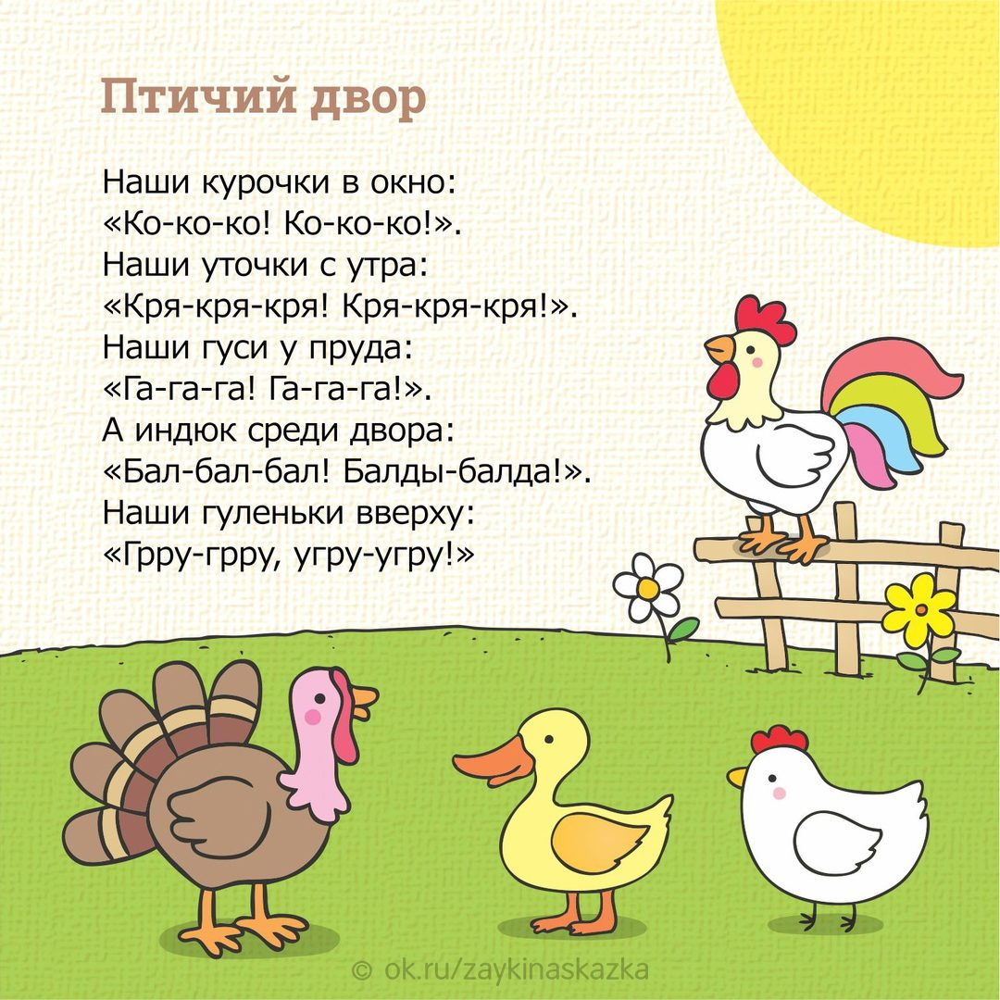 Птичий двор
Наши курочки в окно:
«Ко-ко-ко! Ко-ко-ко!».
Наши уточки с утра:
«Кря-кря-кря! Кря-кря-кря!».
Наши гуси у пруда:
«Га-га-га! Га-га-га!».
А индюк среди двора:
«Бал-бал-бал! Балды-балда!».
Наши гуленьки вверху:
«Грру-грру, угру-угру!»
© ok.ru/zaykinaskazka